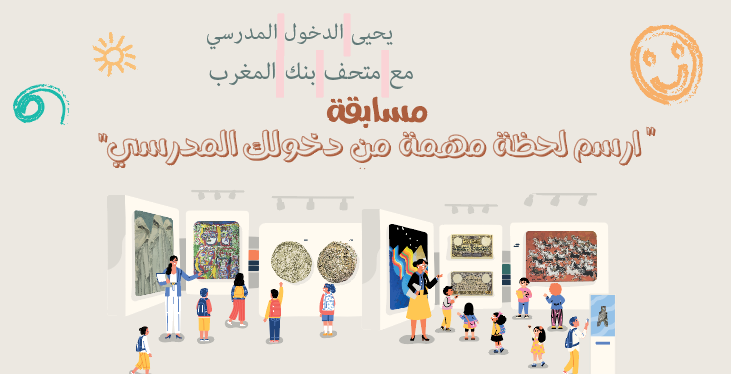 يحيى الدخول المدرسي
مع متحف بنك المغرب
مسابقة
"ارسم لحظة مهمة من دخولك المدرسي"